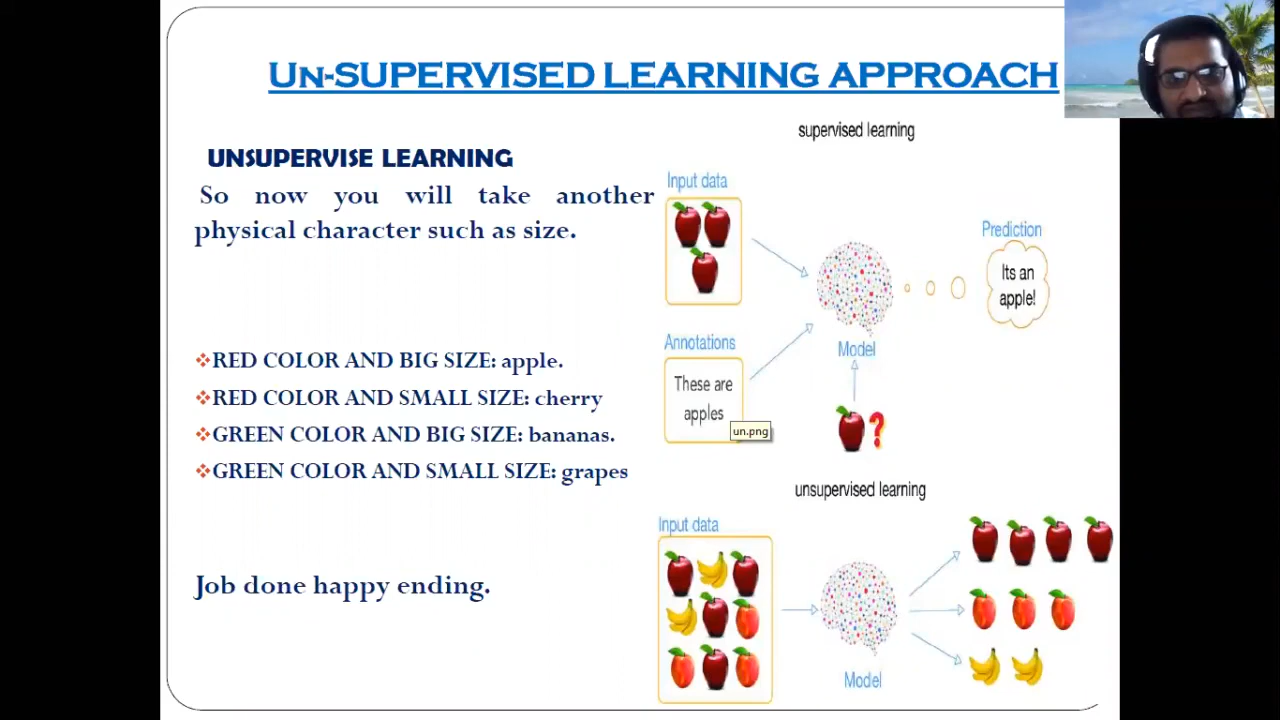 Un-SUPERVISED LEARNING APPROACH
UNSUPERVISE LEARNING
So now you will take another
physical character such as size.
RED COLOR AND BIG SIZE: apple.
RED COLOR AND SMALL SIZE: cherry
GREEN COLOR AND BIG SIZE: bananas.
GREEN COLOR AND SMALL SIZE: grapes
Job done happy ending.
supervised learning
Input data
Prediction
Its an
apple!
Annotations
Model
These are
apples
un.png
?
unsupervised learning
Input data
Model